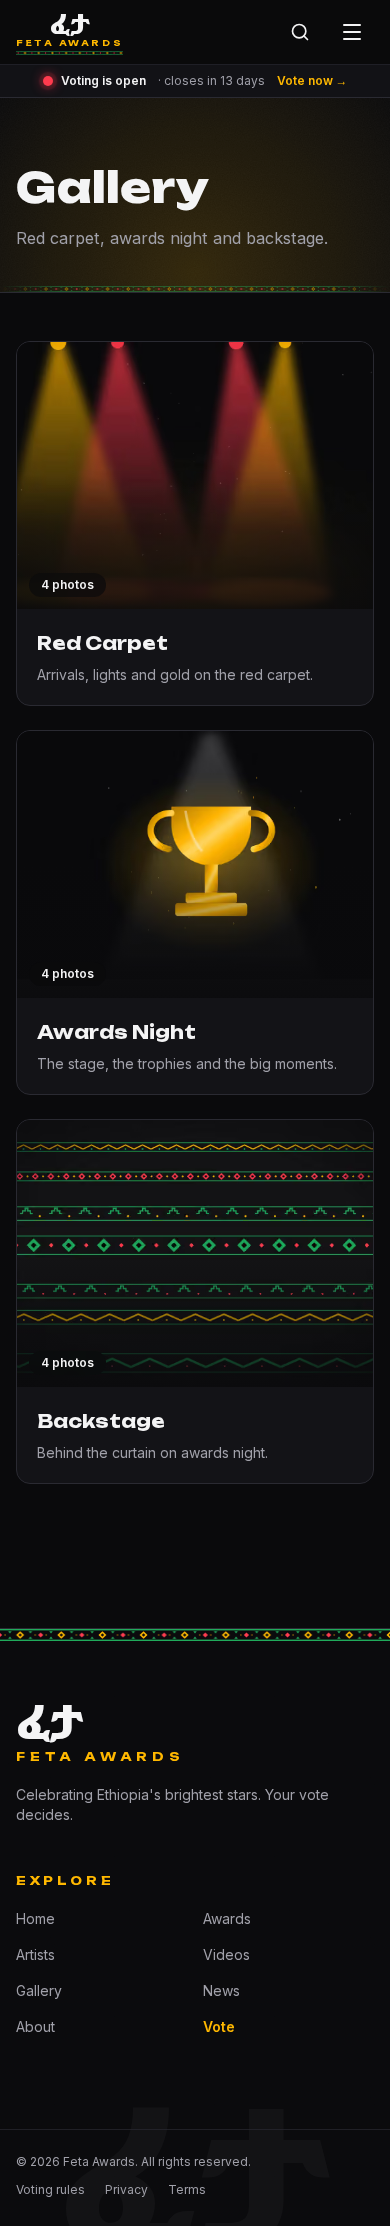 ፈታ
FETA AWARDS
Voting is open · closes in 13 days Vote now →
Gallery
Red carpet, awards night and backstage.
4 photos
Red Carpet
Arrivals, lights and gold on the red carpet.
4 photos
Awards Night
The stage, the trophies and the big moments.
4 photos
Backstage
Behind the curtain on awards night.
ፈታ
FETA AWARDS
Celebrating Ethiopia's brightest stars. Your vote
decides.
EXPLORE
Home Awards
Artists Videos
Gallery News
About Vote
ፈታ
© 2026 Feta Awards. All rights reserved.
Voting rules Privacy Terms